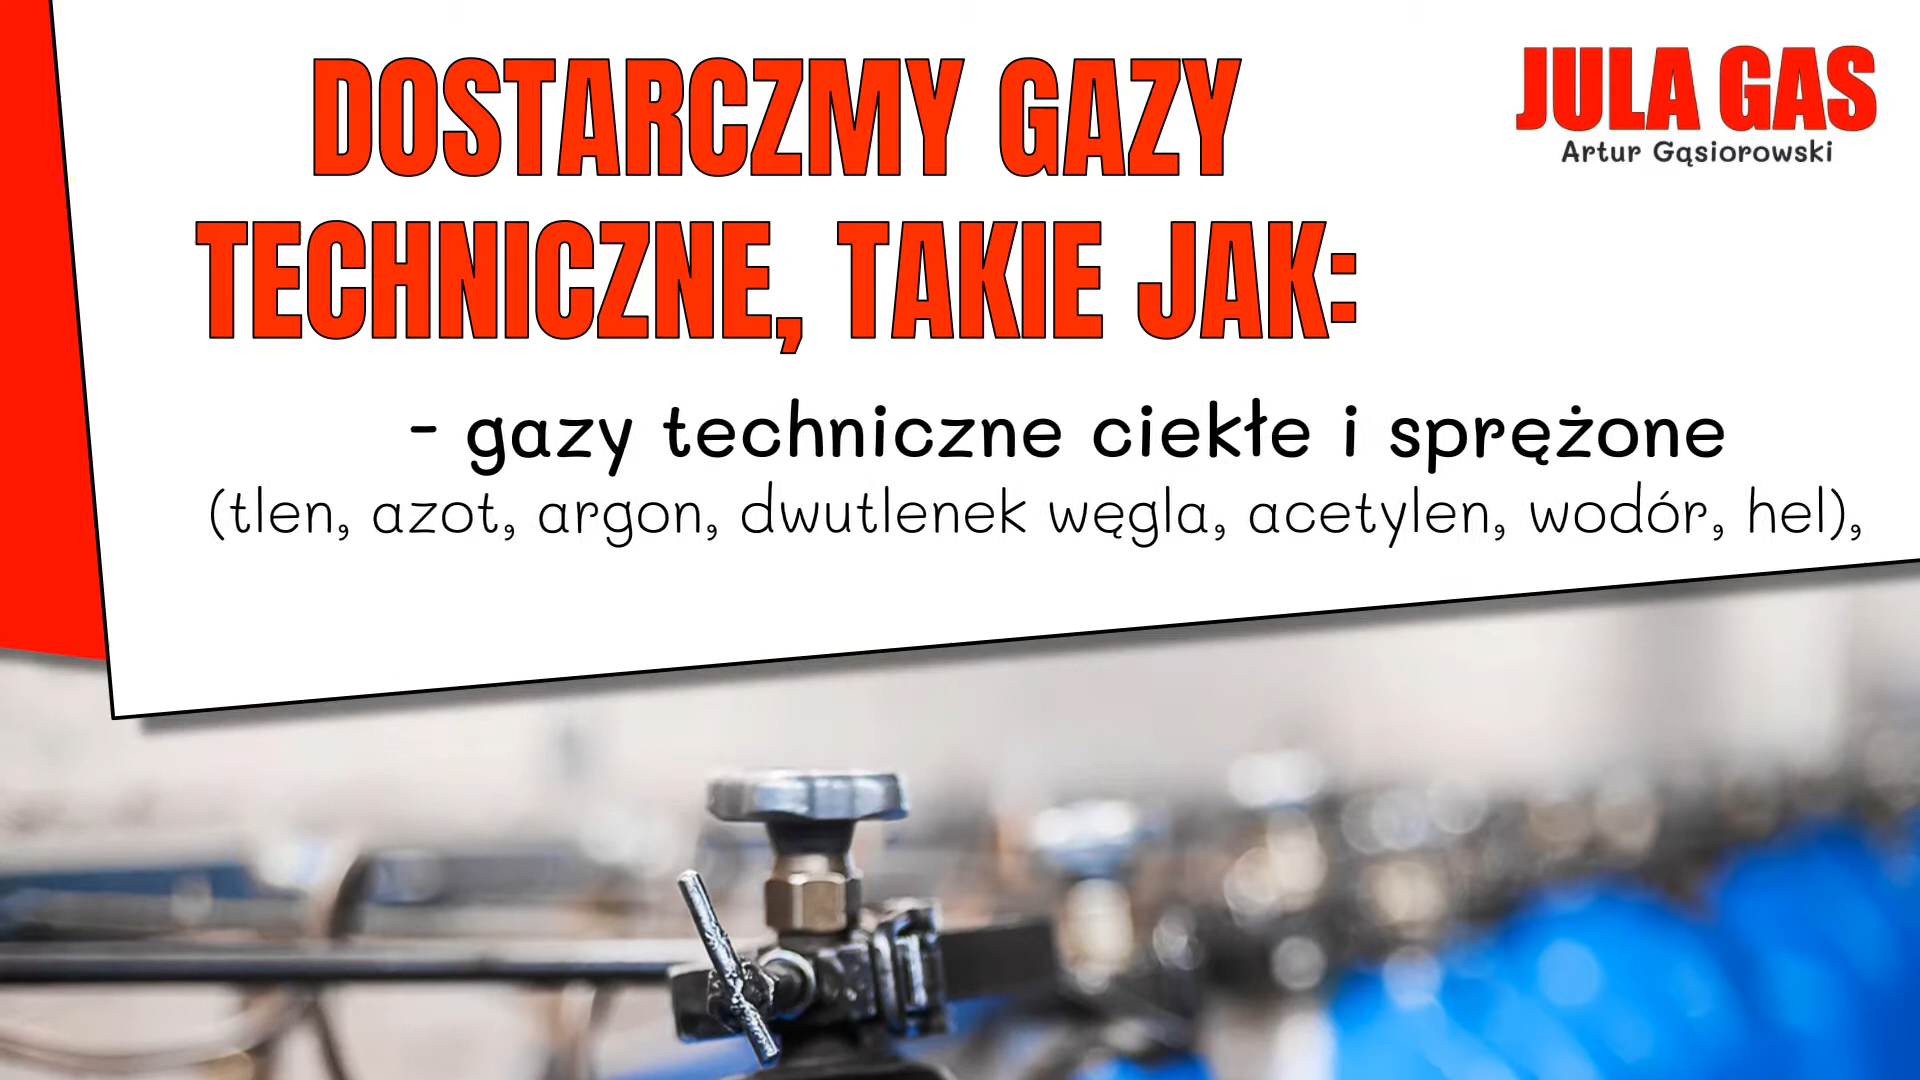 DOSTARCZMY GAZY
TECHNICZNE, TAKIE JAK:
JULA GAS
Artur Gąsiorowski
- gazy techniczne ciekłe i sprężone
(tlen, azot, argon, dwutlenek węgla, acetylen, wodór, hel),